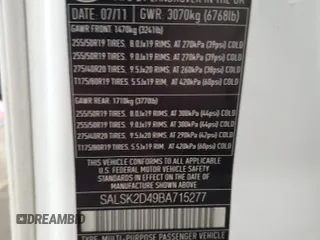 DATE: 07/11 GWR: 3070kg (6768lb)
GAWR FRONT: 1470kg (3241lb)
255/50R19 TIRES, 8.0Jx19 RIMS, AT 270kPA (39psi) COLD
255/50R19 TIRES, 9.0Jx19 RIMS, AT 270kPA (39psi) COLD
275/40R20 TIRES, 9.5Jx20 RIMS, AT 260kPA (38psi) COLD
T175/80R19 TIRES, 5.5Jx19 RIMS, AT 420kPA (60psi) COLD
GAWR REAR: 1710kg (3770lb)
255/50R19 TIRES, 8.0Jx19 RIMS, AT 300kPA (44psi) COLD
255/50R19 TIRES, 9.0Jx19 RIMS, AT 300kPA (44psi) COLD
275/40R20 TIRES, 9.5Jx20 RIMS, AT 290kPA (42psi) COLD
T175/80R19 TIRES, 5.5Jx19 RIMS, AT 420kPA (60psi) COLD
THIS VEHICLE CONFORMS TO ALL APPLICABLE
U.S. FEDERAL MOTOR VEHICLE SAFETY
STANDARDS IN EFFECT ON THE DATE OF
MANUFACTURE SHOWN ABOVE.
SALSK2D49BA715277
TYPE: MULTI-PURPOSE PASSENGER VEHICLE
DREAMBID